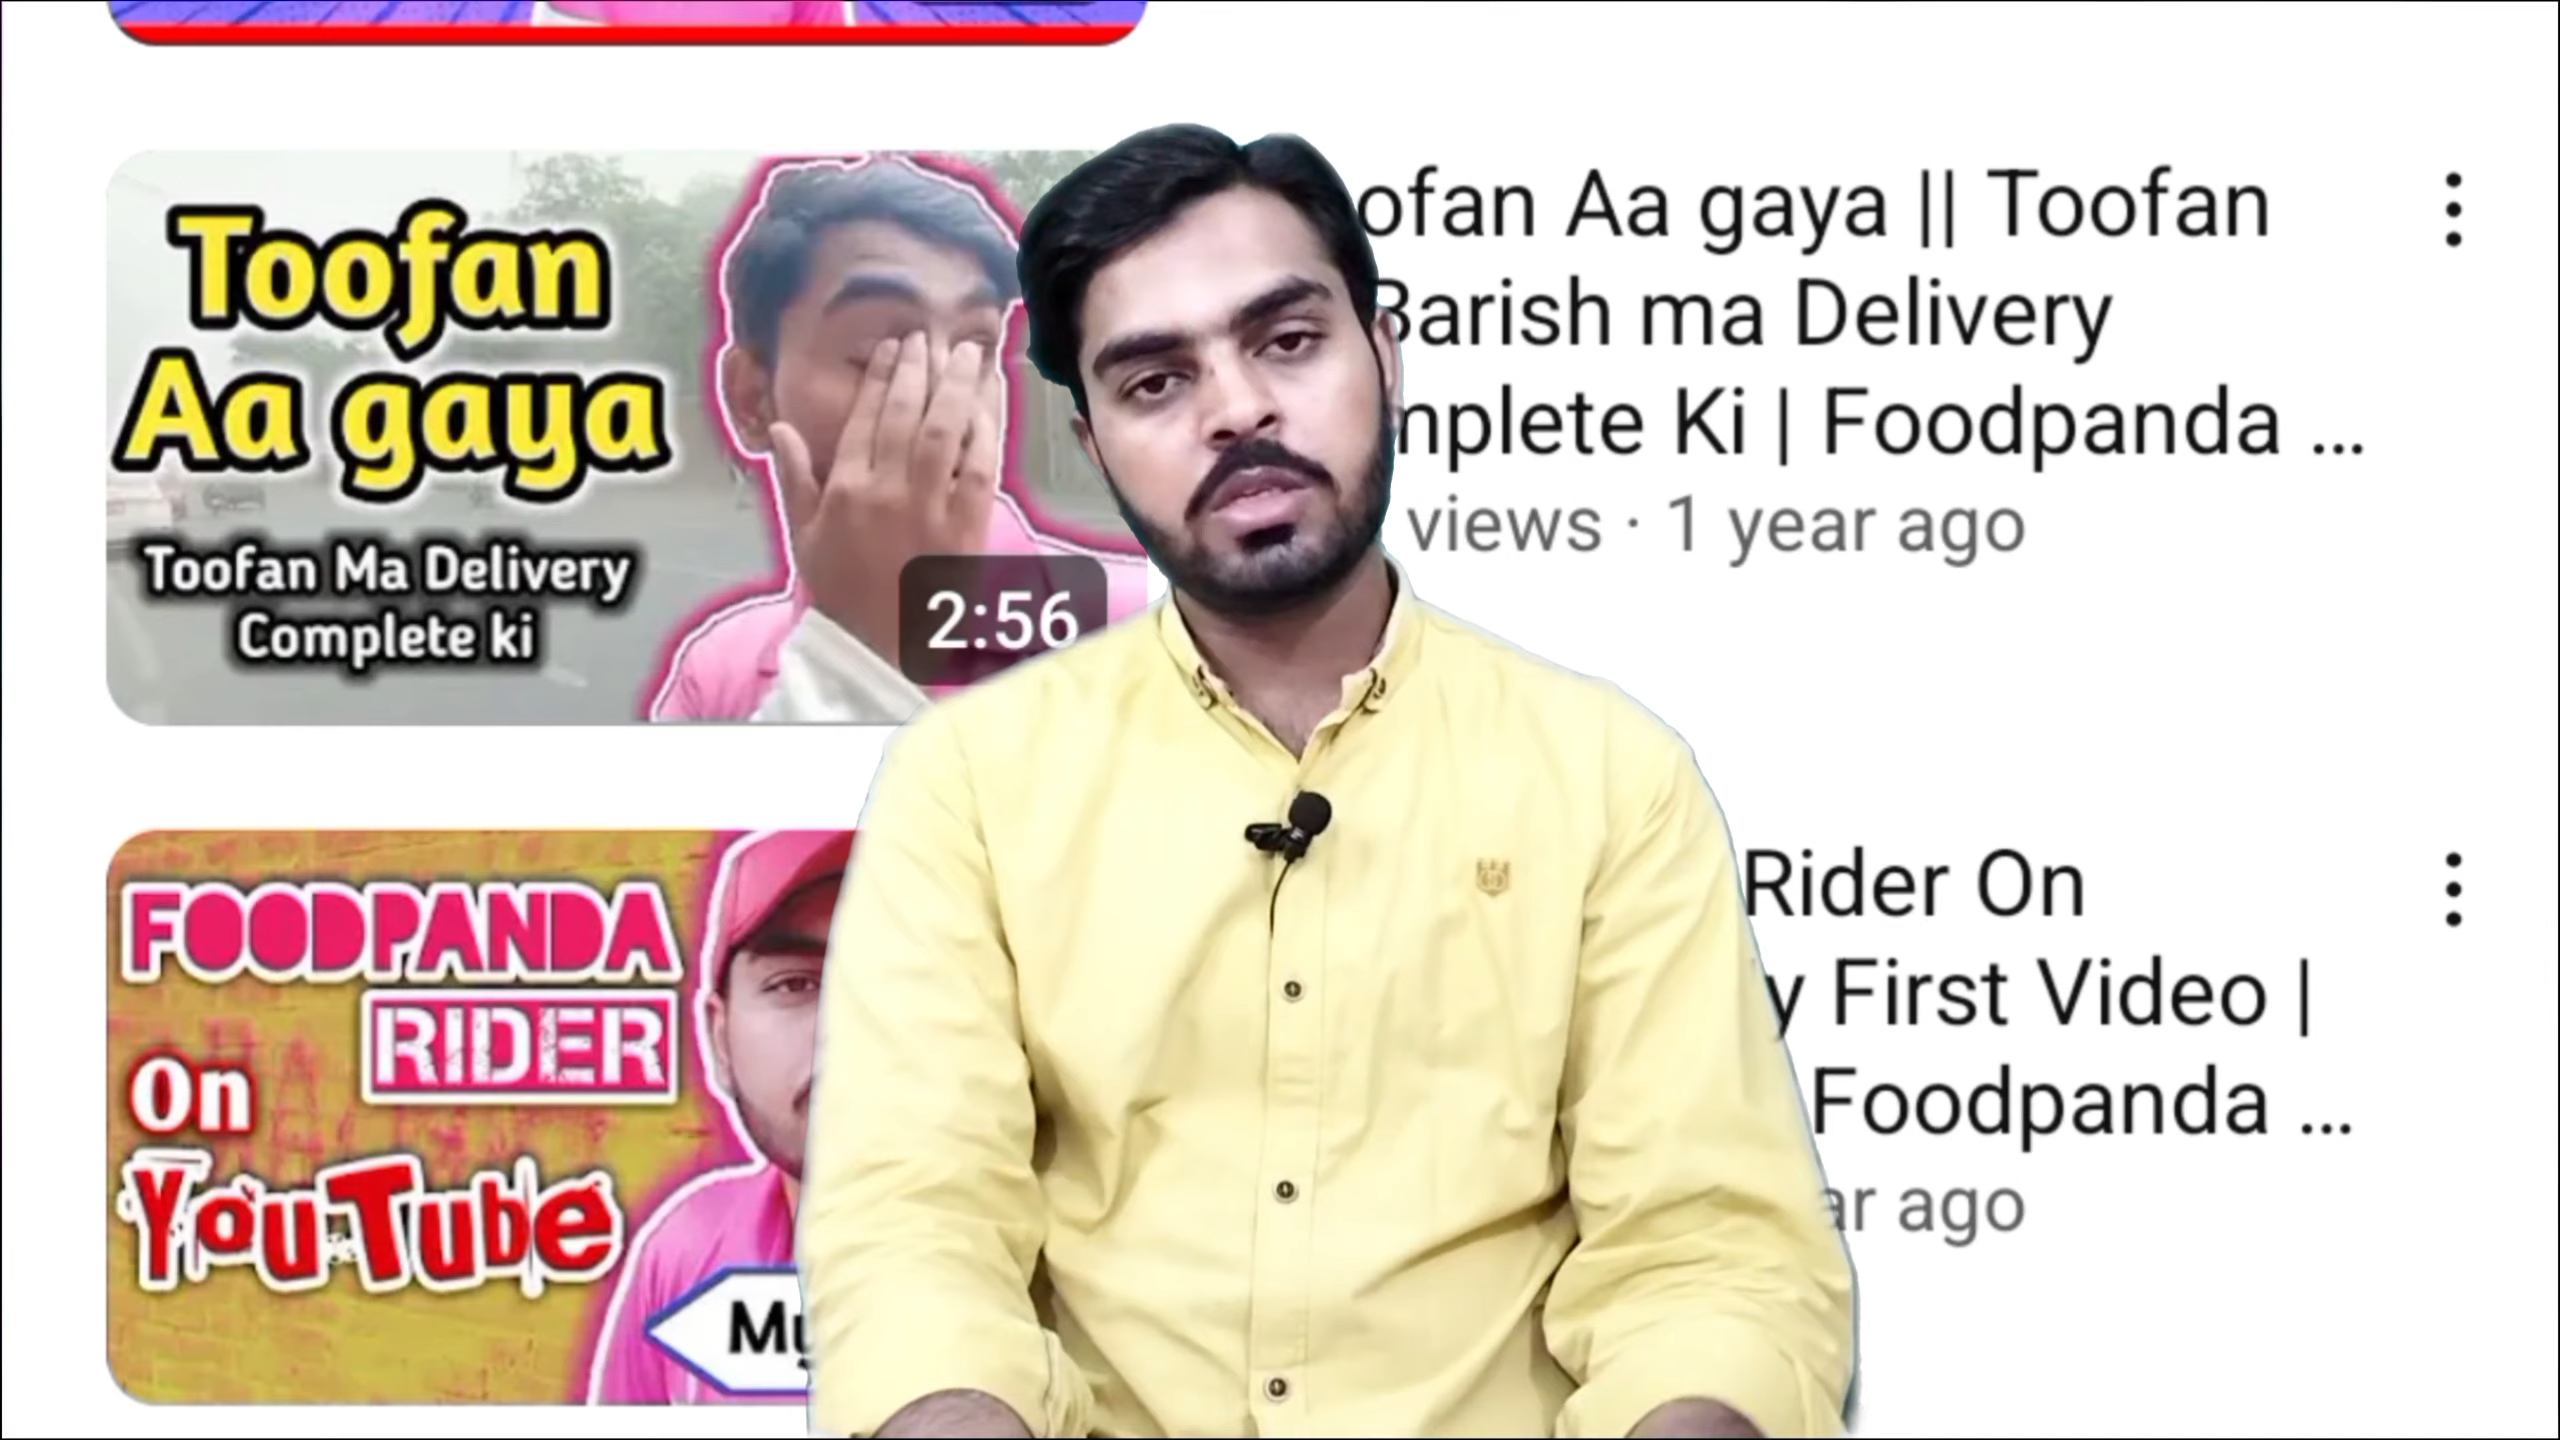 Toofan
Aa gaya
Toofan Ma Delivery
Complete ki
2:56
ofan Aa gaya || Toofan
Barish ma Delivery
mplete Ki | Foodpanda ...
views · 1 year ago
FOODPANDA
RIDER
On
YouTube
My
Rider On
y First Video |
Foodpanda ...
ar ago